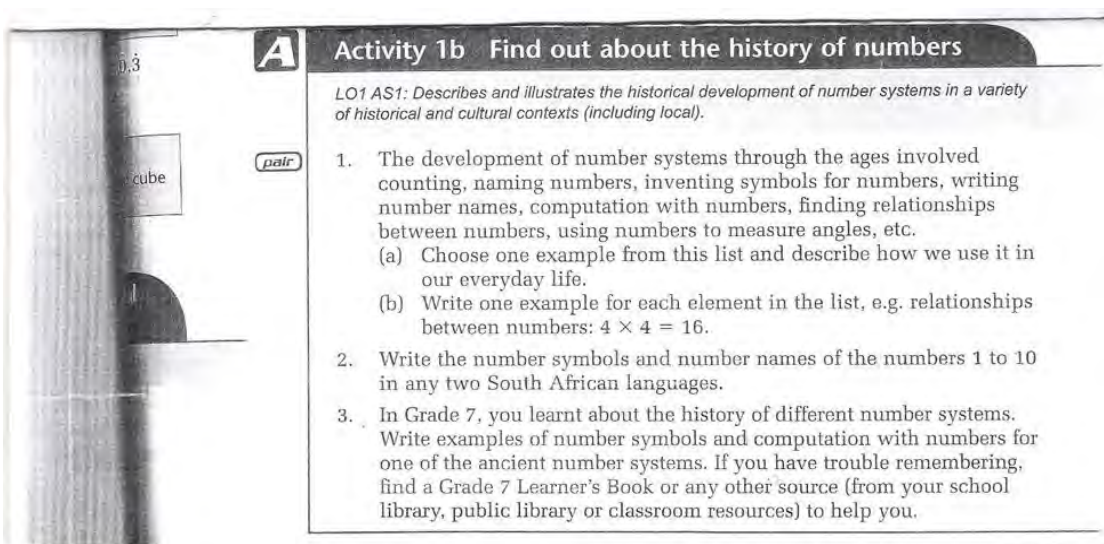 0.3̇
A
Activity 1b Find out about the history of numbers
LO1 AS1: Describes and illustrates the historical development of number systems in a variety
of historical and cultural contexts (including local).
cube
pair
1. The development of number systems through the ages involved
counting, naming numbers, inventing symbols for numbers, writing
number names, computation with numbers, finding relationships
between numbers, using numbers to measure angles, etc.
(a) Choose one example from this list and describe how we use it in
our everyday life.
(b) Write one example for each element in the list, e.g. relationships
between numbers: 4 × 4 = 16.
2. Write the number symbols and number names of the numbers 1 to 10
in any two South African languages.
3. In Grade 7, you learnt about the history of different number systems.
Write examples of number symbols and computation with numbers for
one of the ancient number systems. If you have trouble remembering,
find a Grade 7 Learner's Book or any other source (from your school
library, public library or classroom resources) to help you.